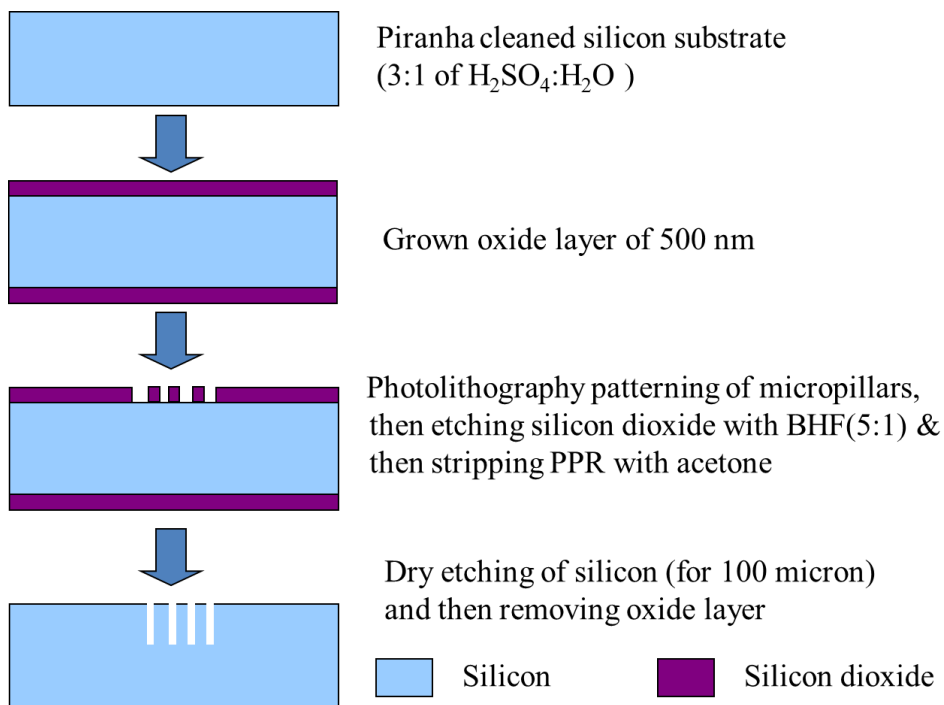 Piranha cleaned silicon substrate
(3:1 of H₂SO₄:H₂O )
Grown oxide layer of 500 nm
Photolithography patterning of micropillars,
then etching silicon dioxide with BHF(5:1) &
then stripping PPR with acetone
Dry etching of silicon (for 100 micron)
and then removing oxide layer
Silicon
Silicon dioxide